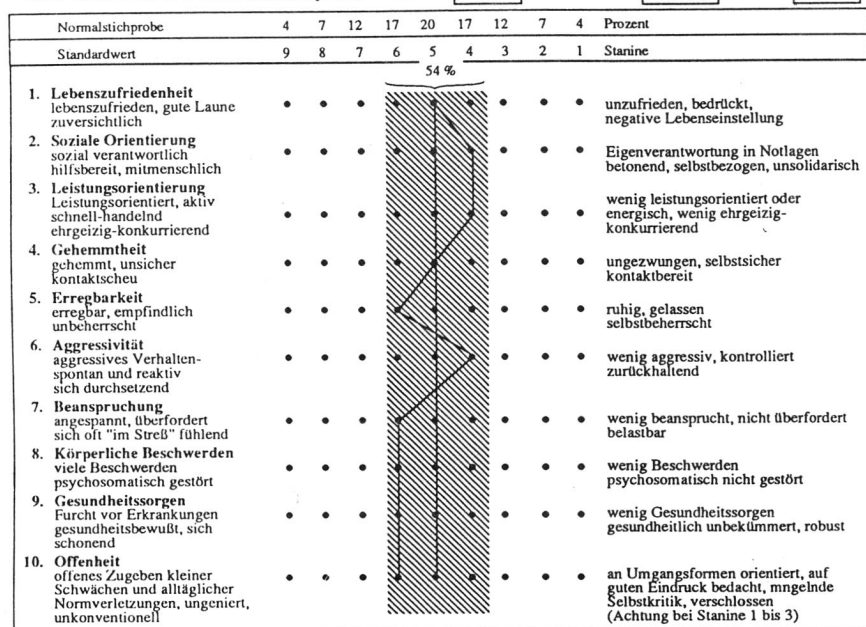 Normalstichprobe 4 7 12 17 20 17 12 7 4 Prozent
Standardwert 9 8 7 6 5 4 3 2 1 Stanine
54 %
1. Lebenszufriedenheit
lebenszufrieden, gute Laune
zuversichtlich
unzufrieden, bedrückt,
negative Lebenseinstellung
2. Soziale Orientierung
sozial verantwortlich
hilfsbereit, mitmenschlich
Eigenverantwortung in Notlagen
betonend, selbstbezogen, unsolidarisch
3. Leistungsorientierung
Leistungsorientiert, aktiv
schnell-handelnd
ehrgeizig-konkurrierend
wenig leistungsorientiert oder
energisch, wenig ehrgeizig-
konkurrierend
4. Gehemmtheit
gehemmt, unsicher
kontaktscheu
ungezwungen, selbstsicher
kontaktbereit
5. Erregbarkeit
erregbar, empfindlich
unbeherrscht
ruhig, gelassen
selbstbeherrscht
6. Aggressivität
aggressives Verhalten-
spontan und reaktiv
sich durchsetzend
wenig aggressiv, kontrolliert
zurückhaltend
7. Beanspruchung
angespannt, überfordert
sich oft "im Streß" fühlend
wenig beansprucht, nicht überfordert
belastbar
8. Körperliche Beschwerden
viele Beschwerden
psychosomatisch gestört
wenig Beschwerden
psychosomatisch nicht gestört
9. Gesundheitssorgen
Furcht vor Erkrankungen
gesundheitsbewußt, sich
schonend
wenig Gesundheitssorgen
gesundheitlich unbekümmert, robust
10. Offenheit
offenes Zugeben kleiner
Schwächen und alltäglicher
Normverletzungen, ungeniert,
unkonventionell
an Umgangsformen orientiert, auf
guten Eindruck bedacht, mngelnde
Selbstkritik, verschlossen
(Achtung bei Stanine 1 bis 3)